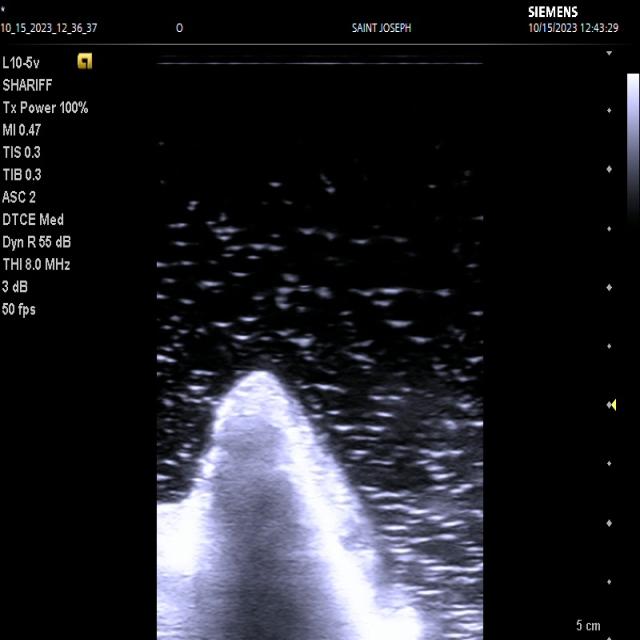 *
SIEMENS
10_15_2023_12_36_37 O SAINT JOSEPH 10/15/2023 12:43:29
L10-5v
SHARIFF
Tx Power 100%
MI 0.47
TIS 0.3
TIB 0.3
ASC 2
DTCE Med
Dyn R 55 dB
THI 8.0 MHz
3 dB
50 fps
5 cm